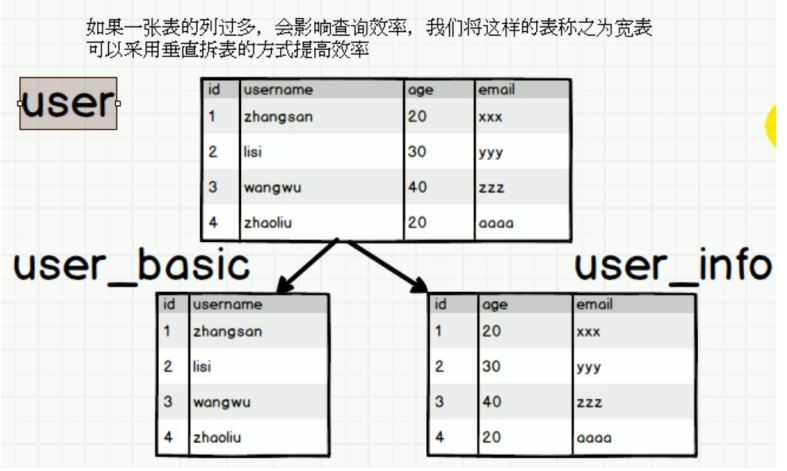 如果一张表的列过多，会影响查询效率，我们将这样的表称之为宽表
可以采用垂直拆表的方式提高效率
user
id username age email
1 zhangsan 20 xxx
2 lisi 30 yyy
3 wangwu 40 zzz
4 zhaoliu 20 aaaa
user_basic
user_info
id username
1 zhangsan
2 lisi
3 wangwu
4 zhaoliu
id age email
1 20 xxx
2 30 yyy
3 40 zzz
4 20 aaaa